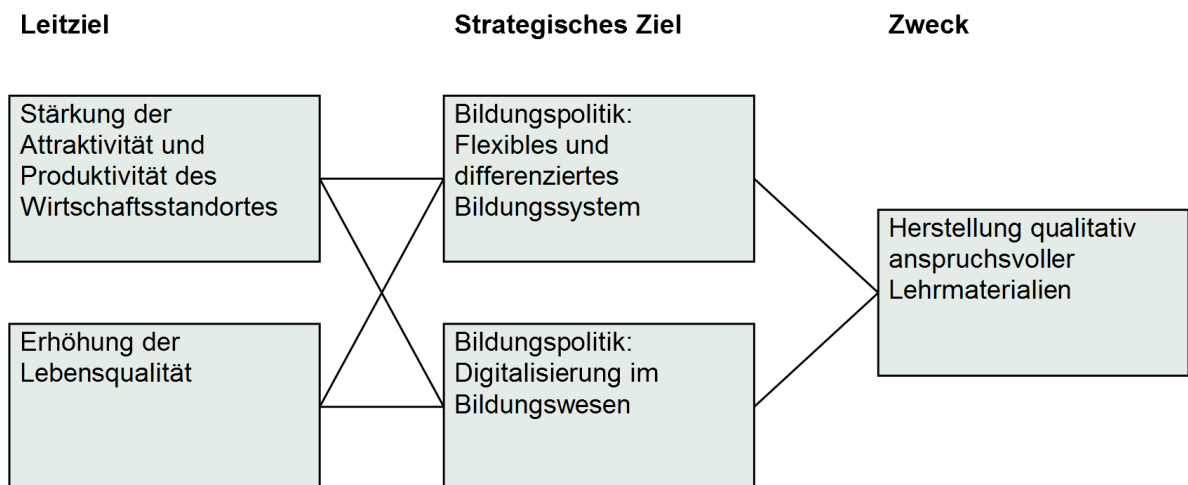 Leitziel
Strategisches Ziel
Zweck
Stärkung der
Attraktivität und
Produktivität des
Wirtschaftsstandortes
Erhöhung der
Lebensqualität
Bildungspolitik:
Flexibles und
differenziertes
Bildungssystem
Bildungspolitik:
Digitalisierung im
Bildungswesen
Herstellung qualitativ
anspruchsvoller
Lehrmaterialien